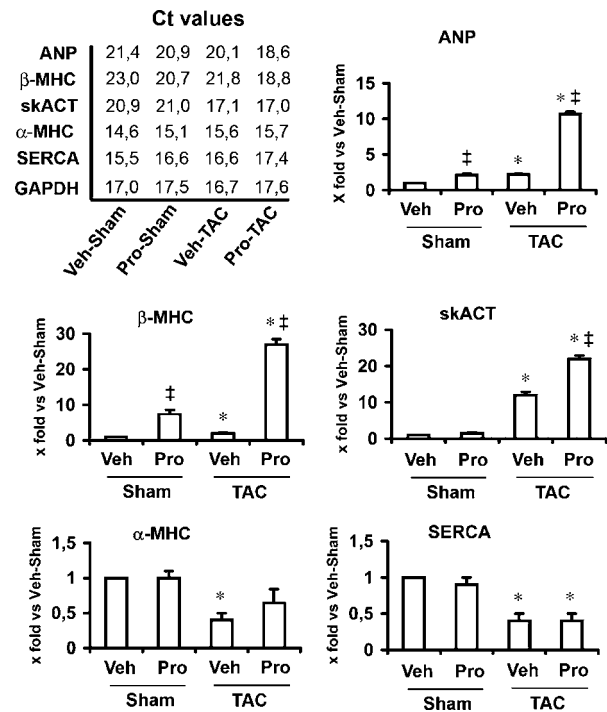 Ct values
ANP 21,4 20,9 20,1 18,6
β-MHC 23,0 20,7 21,8 18,8
skACT 20,9 21,0 17,1 17,0
α-MHC 14,6 15,1 15,6 15,7
SERCA 15,5 16,6 16,6 17,4
GAPDH 17,0 17,5 16,7 17,6
Veh-Sham Pro-Sham Veh-TAC Pro-TAC
ANP
X fold vs Veh-Sham
15
10
5
0
‡ * *‡
Veh Pro Veh Pro
Sham TAC
β-MHC
x fold vs Veh-Sham
30
20
10
0
‡ * *‡
Veh Pro Veh Pro
Sham TAC
skACT
x fold vs Veh-Sham
30
20
10
0
* *‡
Veh Pro Veh Pro
Sham TAC
α-MHC
x fold vs Veh-Sham
1,5
1
0,5
0
*
Veh Pro Veh Pro
Sham TAC
SERCA
x fold vs Veh-Sham
1,5
1
0,5
0
* *
Veh Pro Veh Pro
Sham TAC